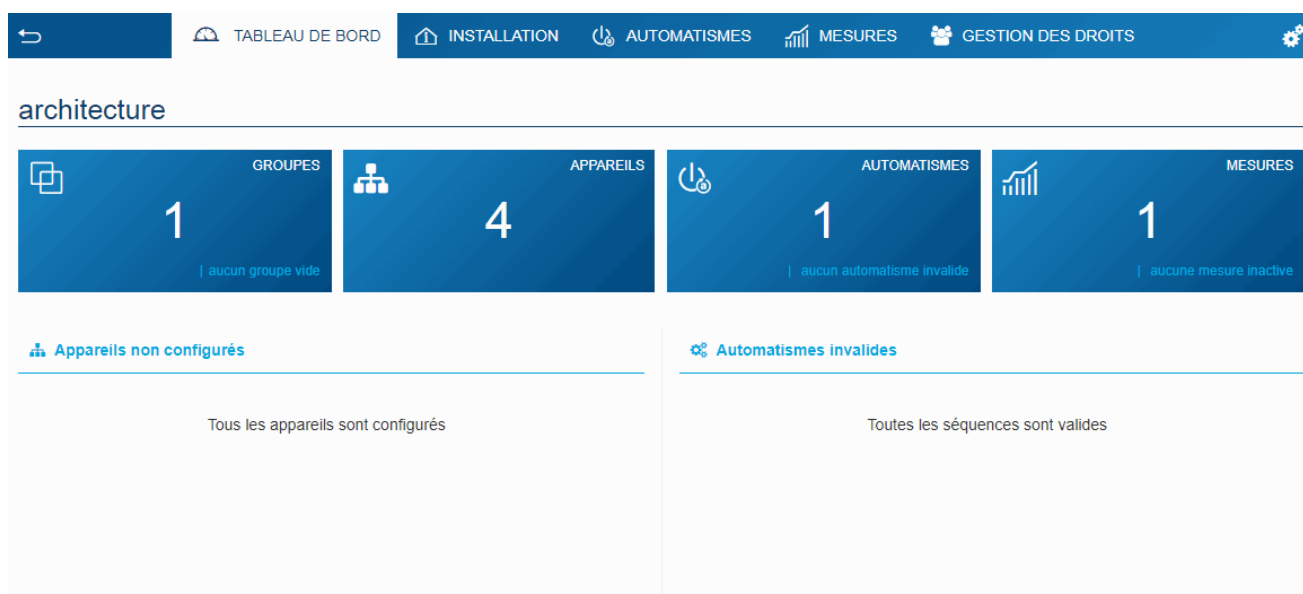 TABLEAU DE BORD INSTALLATION AUTOMATISMES MESURES GESTION DES DROITS
architecture
GROUPES
1
| aucun groupe vide
APPAREILS
4
AUTOMATISMES
1
| aucun automatisme invalide
MESURES
1
| aucune mesure inactive
Appareils non configurés
Tous les appareils sont configurés
Automatismes invalides
Toutes les séquences sont valides